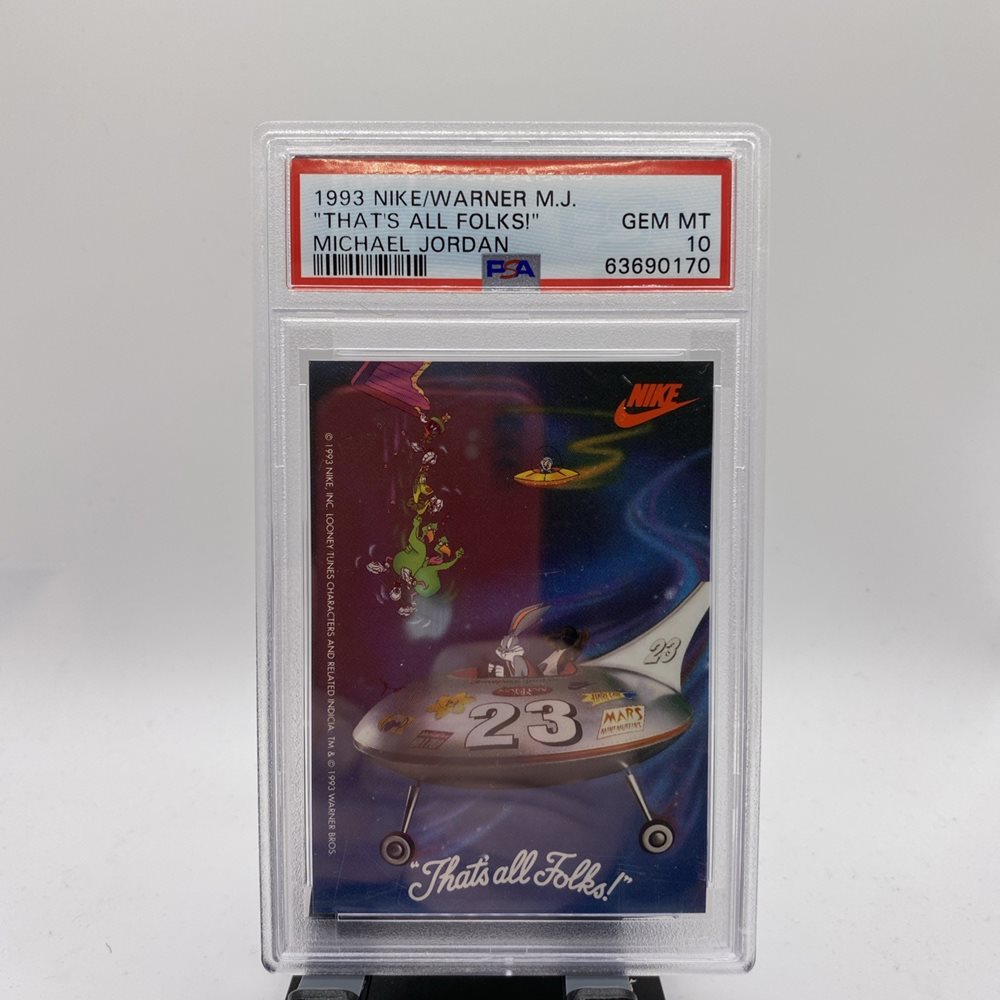 1993 NIKE/WARNER M.J.
"THAT'S ALL FOLKS!" GEM MT
MICHAEL JORDAN 10
PSA 63690170
NIKE
© 1993 NIKE, INC. LOONEY TUNES CHARACTERS AND RELATED INDICIA. TM & © 1993 WARNER BROS.
23
23
MARS
"That's all Folks!"